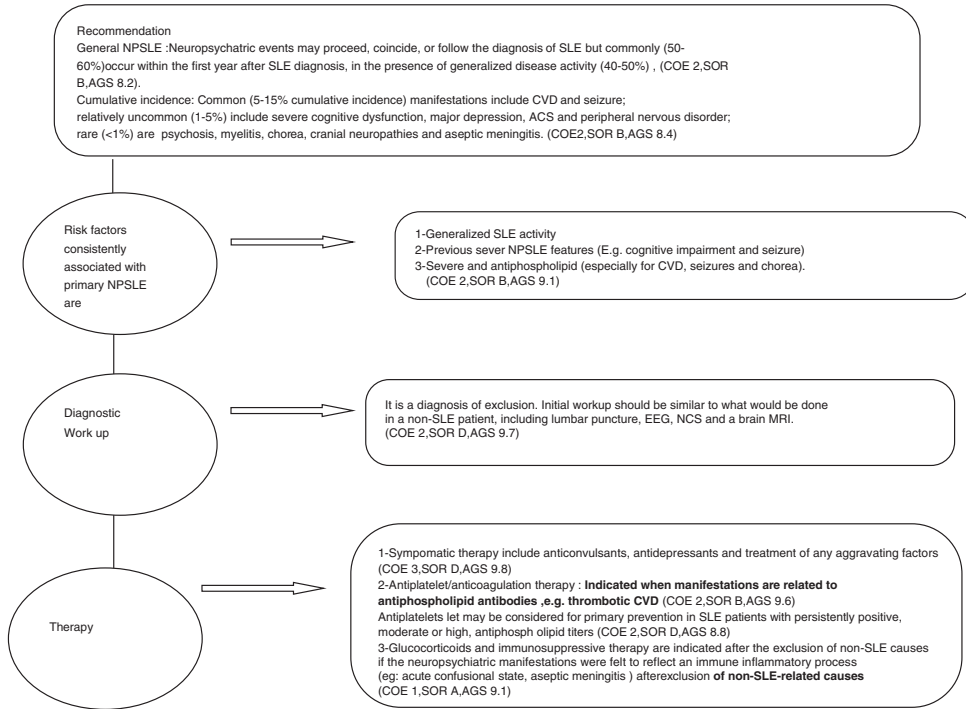 Recommendation
General NPSLE :Neuropsychatric events may proceed, coincide, or follow the diagnosis of SLE but commonly (50-
60%)occur within the first year after SLE diagnosis, in the presence of generalized disease activity (40-50%) , (COE 2,SOR
B,AGS 8.2).
Cumulative incidence: Common (5-15% cumulative incidence) manifestations include CVD and seizure;
relatively uncommon (1-5%) include severe cognitive dysfunction, major depression, ACS and peripheral nervous disorder;
rare (<1%) are psychosis, myelitis, chorea, cranial neuropathies and aseptic meningitis. (COE2,SOR B,AGS 8.4)
Risk factors
consistently
associated with
primary NPSLE
are
1-Generalized SLE activity
2-Previous sever NPSLE features (E.g. cognitive impairment and seizure)
3-Severe and antiphospholipid (especially for CVD, seizures and chorea).
(COE 2,SOR B,AGS 9.1)
Diagnostic
Work up
It is a diagnosis of exclusion. Initial workup should be similar to what would be done
in a non-SLE patient, including lumbar puncture, EEG, NCS and a brain MRI.
(COE 2,SOR D,AGS 9.7)
Therapy
1-Sympomatic therapy include anticonvulsants, antidepressants and treatment of any aggravating factors
(COE 3,SOR D,AGS 9.8)
2-Antiplatelet/anticoagulation therapy : Indicated when manifestations are related to
antiphospholipid antibodies ,e.g. thrombotic CVD (COE 2,SOR B,AGS 9.6)
Antiplatelets let may be considered for primary prevention in SLE patients with persistently positive,
moderate or high, antiphosph olipid titers (COE 2,SOR D,AGS 8.8)
3-Glucocorticoids and immunosuppressive therapy are indicated after the exclusion of non-SLE causes
if the neuropsychiatric manifestations were felt to reflect an immune inflammatory process
(eg: acute confusional state, aseptic meningitis ) afterexclusion of non-SLE-related causes
(COE 1,SOR A,AGS 9.1)